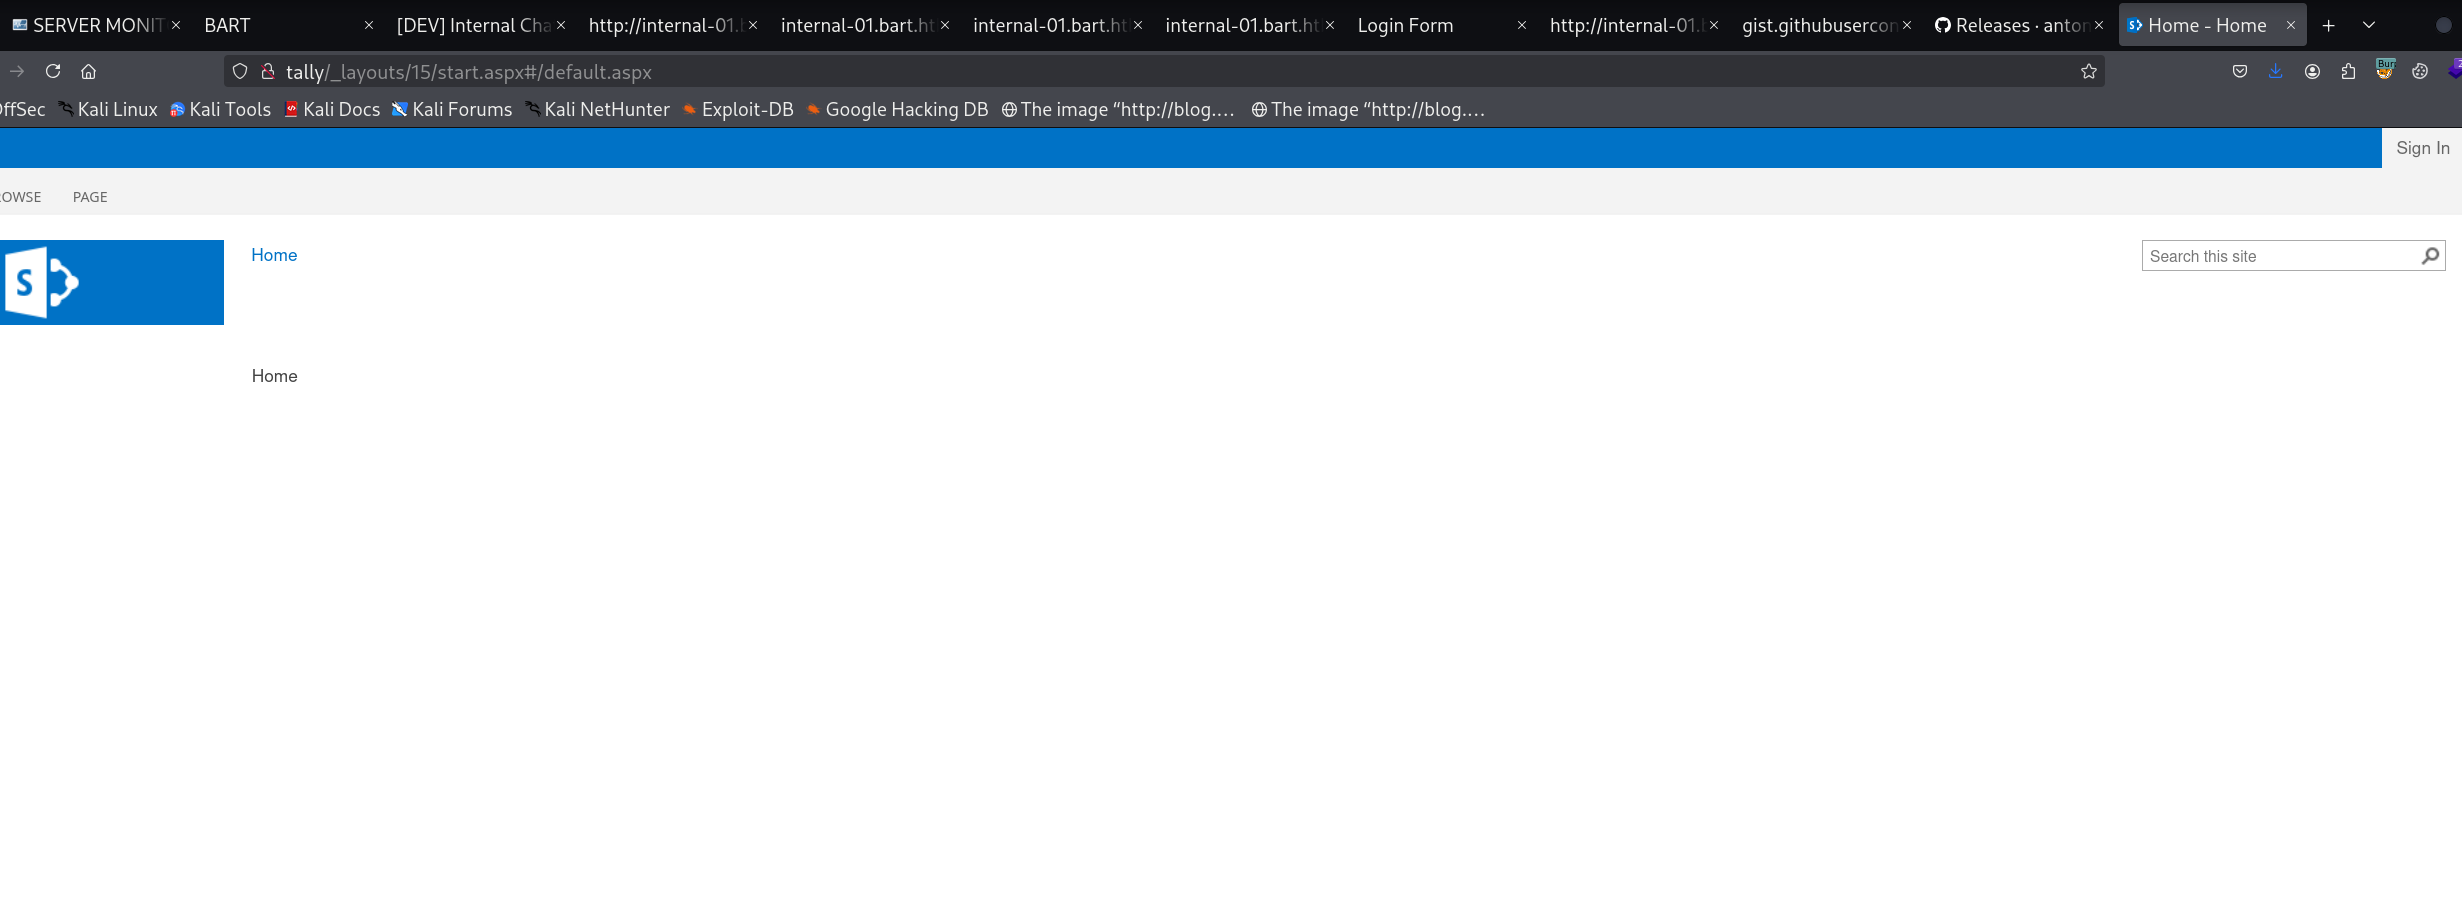 SERVER MONIT BART [DEV] Internal Cha http://internal-01.b internal-01.bart.ht internal-01.bart.ht internal-01.bart.ht Login Form http://internal-01.b gist.githubusercon Releases · anton Home - Home
tally/_layouts/15/start.aspx#/default.aspx
OffSec Kali Linux Kali Tools Kali Docs Kali Forums Kali NetHunter Exploit-DB Google Hacking DB The image “http://blog.… The image “http://blog.…
Sign In
ROWSE PAGE
S Home Search this site
Home